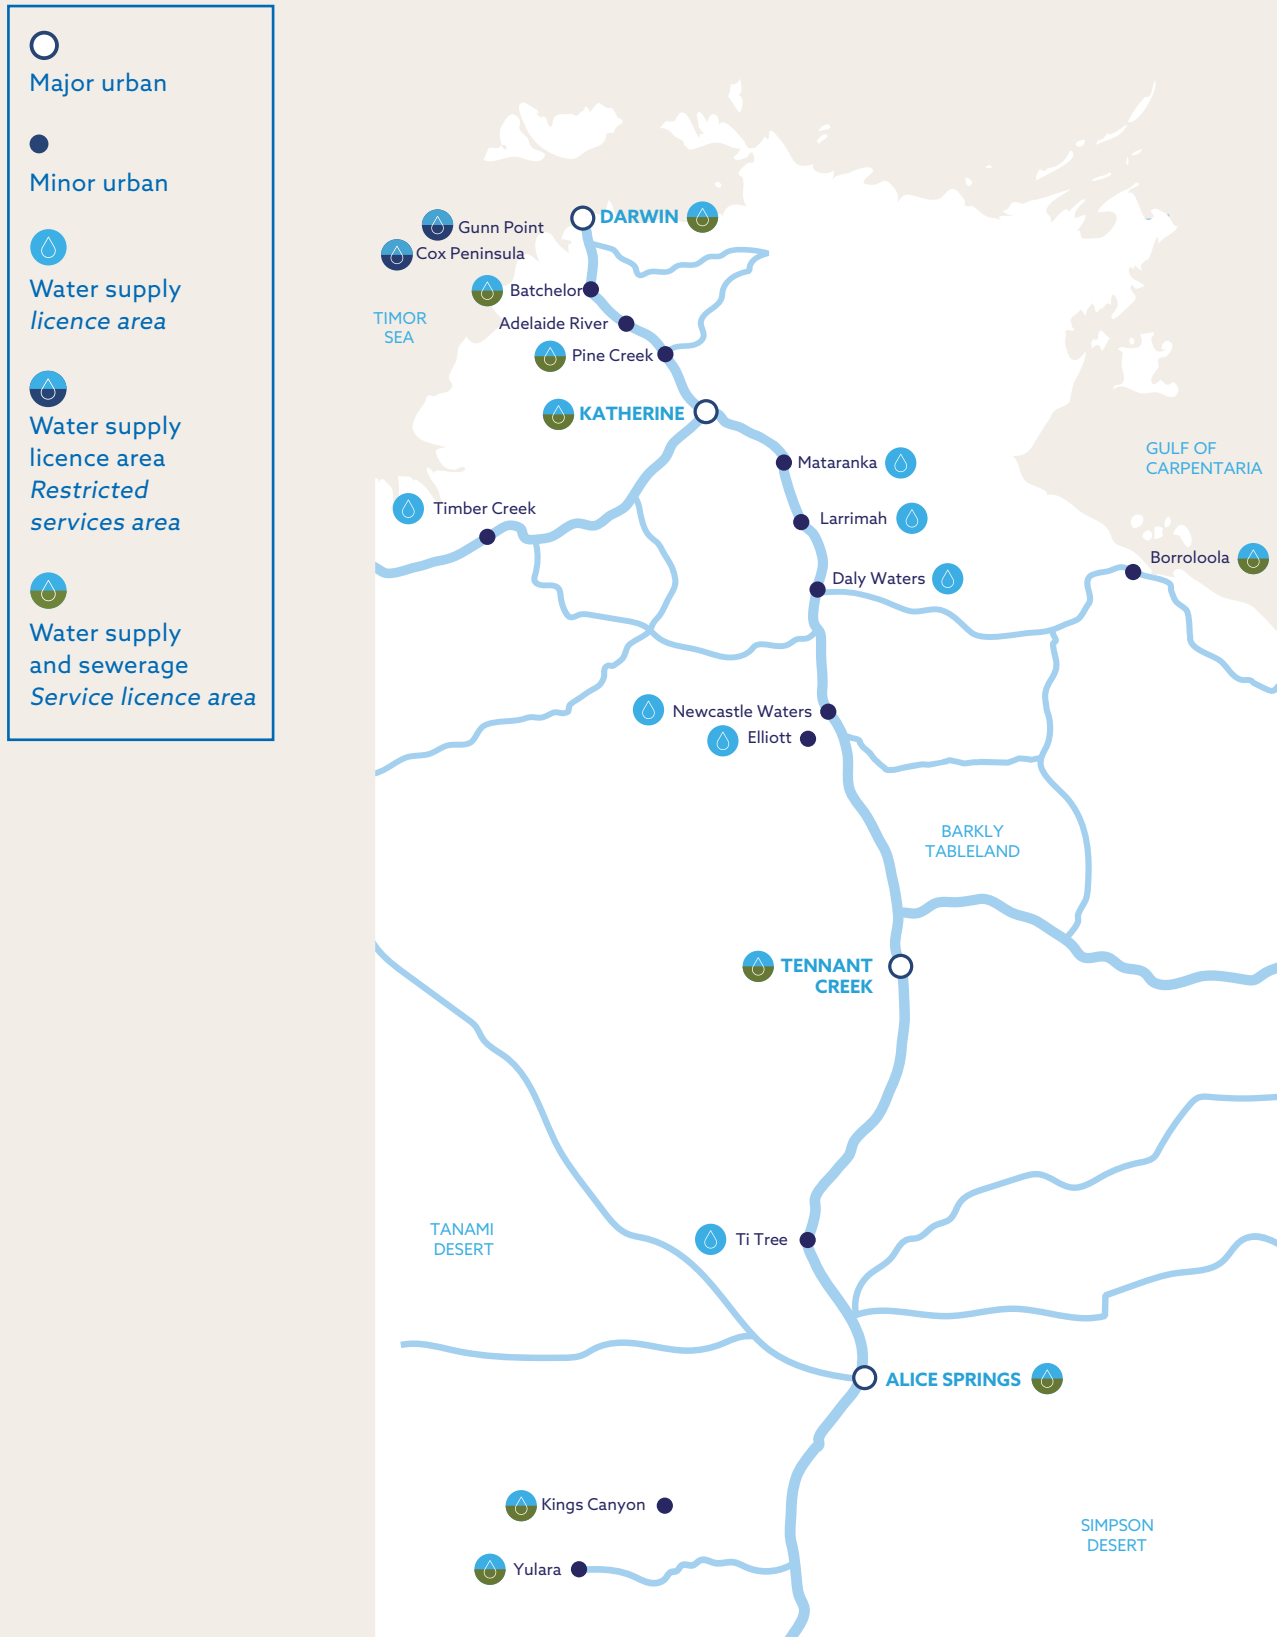 Major urban
Minor urban
Water supply
licence area
Water supply
licence area
Restricted
services area
Water supply
and sewerage
Service licence area
DARWIN
Gunn Point
Cox Peninsula
Batchelor
TIMOR
SEA
Adelaide River
Pine Creek
KATHERINE
GULF OF
CARPENTARIA
Mataranka
Timber Creek
Larrimah
Borroloola
Daly Waters
Newcastle Waters
Elliott
BARKLY
TABLELAND
TENNANT
CREEK
TANAMI
DESERT
Ti Tree
ALICE SPRINGS
Kings Canyon
SIMPSON
DESERT
Yulara